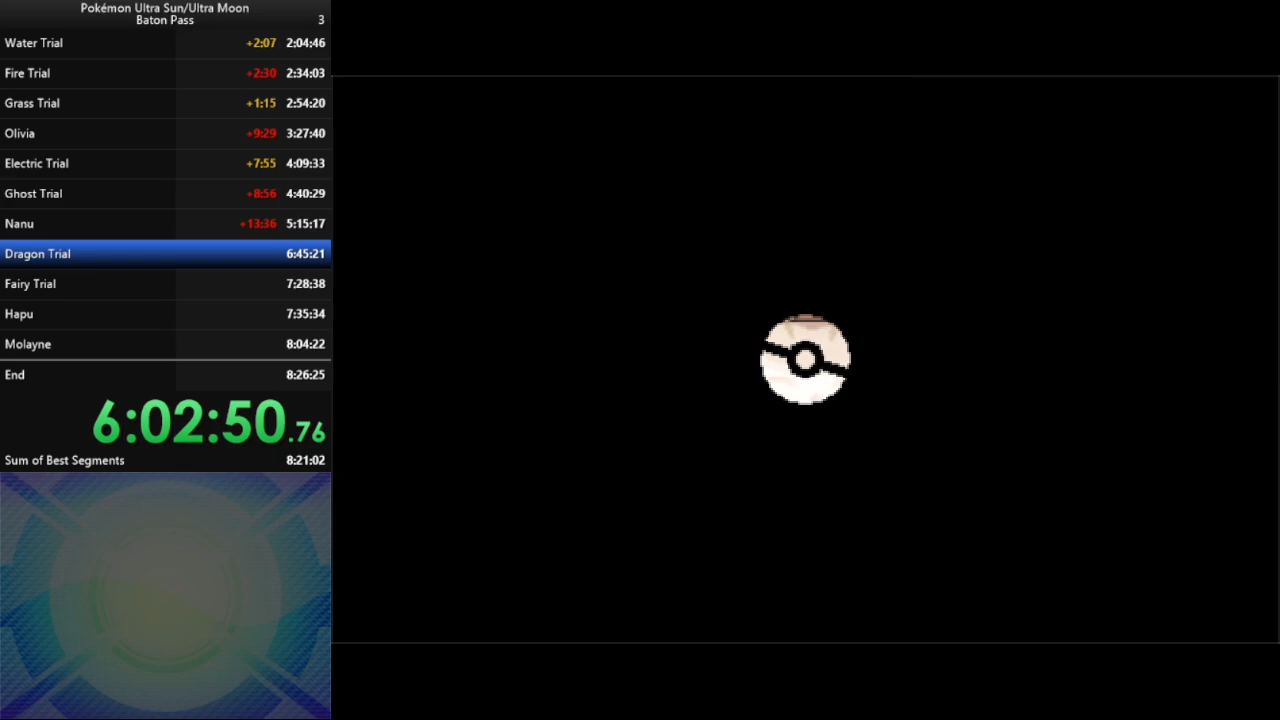 Pokémon Ultra Sun/Ultra Moon
Baton Pass 3
Water Trial +2:07 2:04:46
Fire Trial +2:30 2:34:03
Grass Trial +1:15 2:54:20
Olivia +9:29 3:27:40
Electric Trial +7:55 4:09:33
Ghost Trial +8:56 4:40:29
Nanu +13:36 5:15:17
Dragon Trial 6:45:21
Fairy Trial 7:28:38
Hapu 7:35:34
Molayne 8:04:22
End 8:26:25
6:02:50.76
Sum of Best Segments 8:21:02